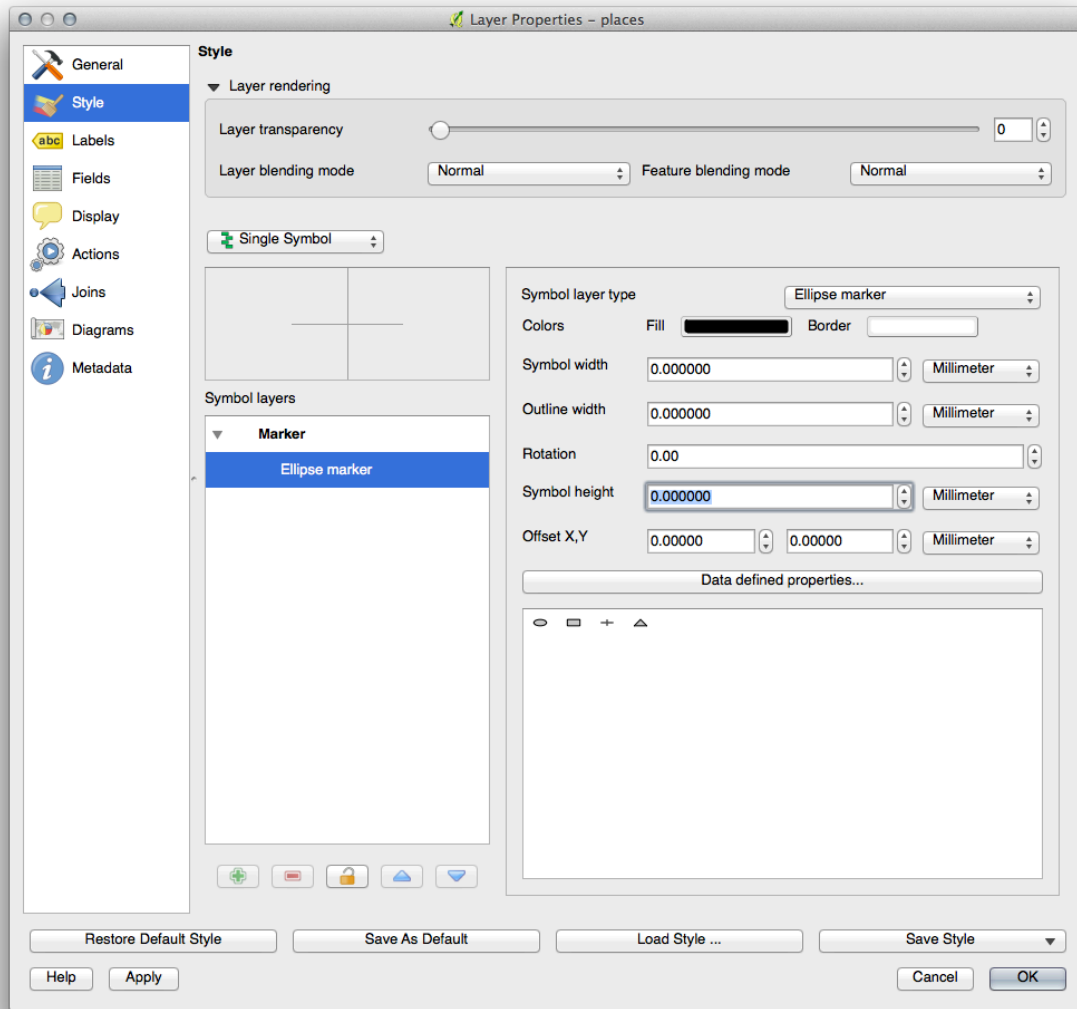 Layer Properties – places
General
Style
Labels
Fields
Display
Actions
Joins
Diagrams
Metadata
abc
Style
Layer rendering
Layer transparency 0
Layer blending mode Normal Feature blending mode Normal
Single Symbol
Symbol layers
Marker
Ellipse marker
Symbol layer type Ellipse marker
Colors Fill Border
Symbol width 0.000000 Millimeter
Outline width 0.000000 Millimeter
Rotation 0.00
Symbol height 0.000000 Millimeter
Offset X,Y 0.00000 0.00000 Millimeter
Data defined properties...
Restore Default Style Save As Default Load Style ... Save Style
Help Apply Cancel OK